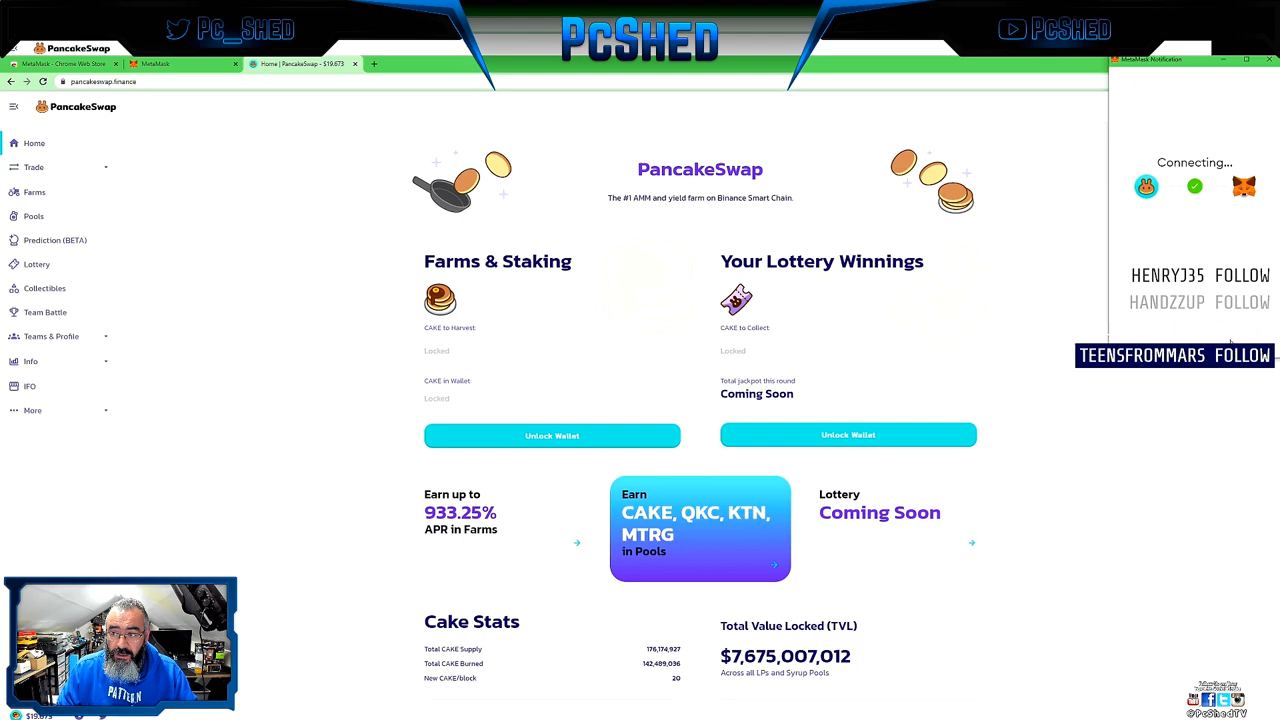 Pc_Shed
PcShed
PcShed
PancakeSwap
MetaMask - Chrome Web Store
MetaMask
Home | PancakeSwap - $19.673
MetaMask Notification
pancakeswap.finance
PancakeSwap
Home
Trade
Farms
Pools
Prediction (BETA)
Lottery
Collectibles
Team Battle
Teams & Profile
Info
IFO
More
PancakeSwap
The #1 AMM and yield farm on Binance Smart Chain.
Farms & Staking
CAKE to Harvest:
Locked
CAKE in Wallet:
Locked
Unlock Wallet
Your Lottery Winnings
CAKE to Collect:
Locked
Total jackpot this round
Coming Soon
Unlock Wallet
Earn up to
933.25%
APR in Farms
Earn
CAKE, QKC, KTN,
MTRG
in Pools
Lottery
Coming Soon
Cake Stats
Total CAKE Supply 176,174,927
Total CAKE Burned 142,489,036
New CAKE/block 20
Total Value Locked (TVL)
$7,675,007,012
Across all LPs and Syrup Pools
Connecting...
HENRYJ35 FOLLOW
HANDZZUP FOLLOW
TEENSFROMMARS FOLLOW
PATTERN
$19.673
@PcShedTV